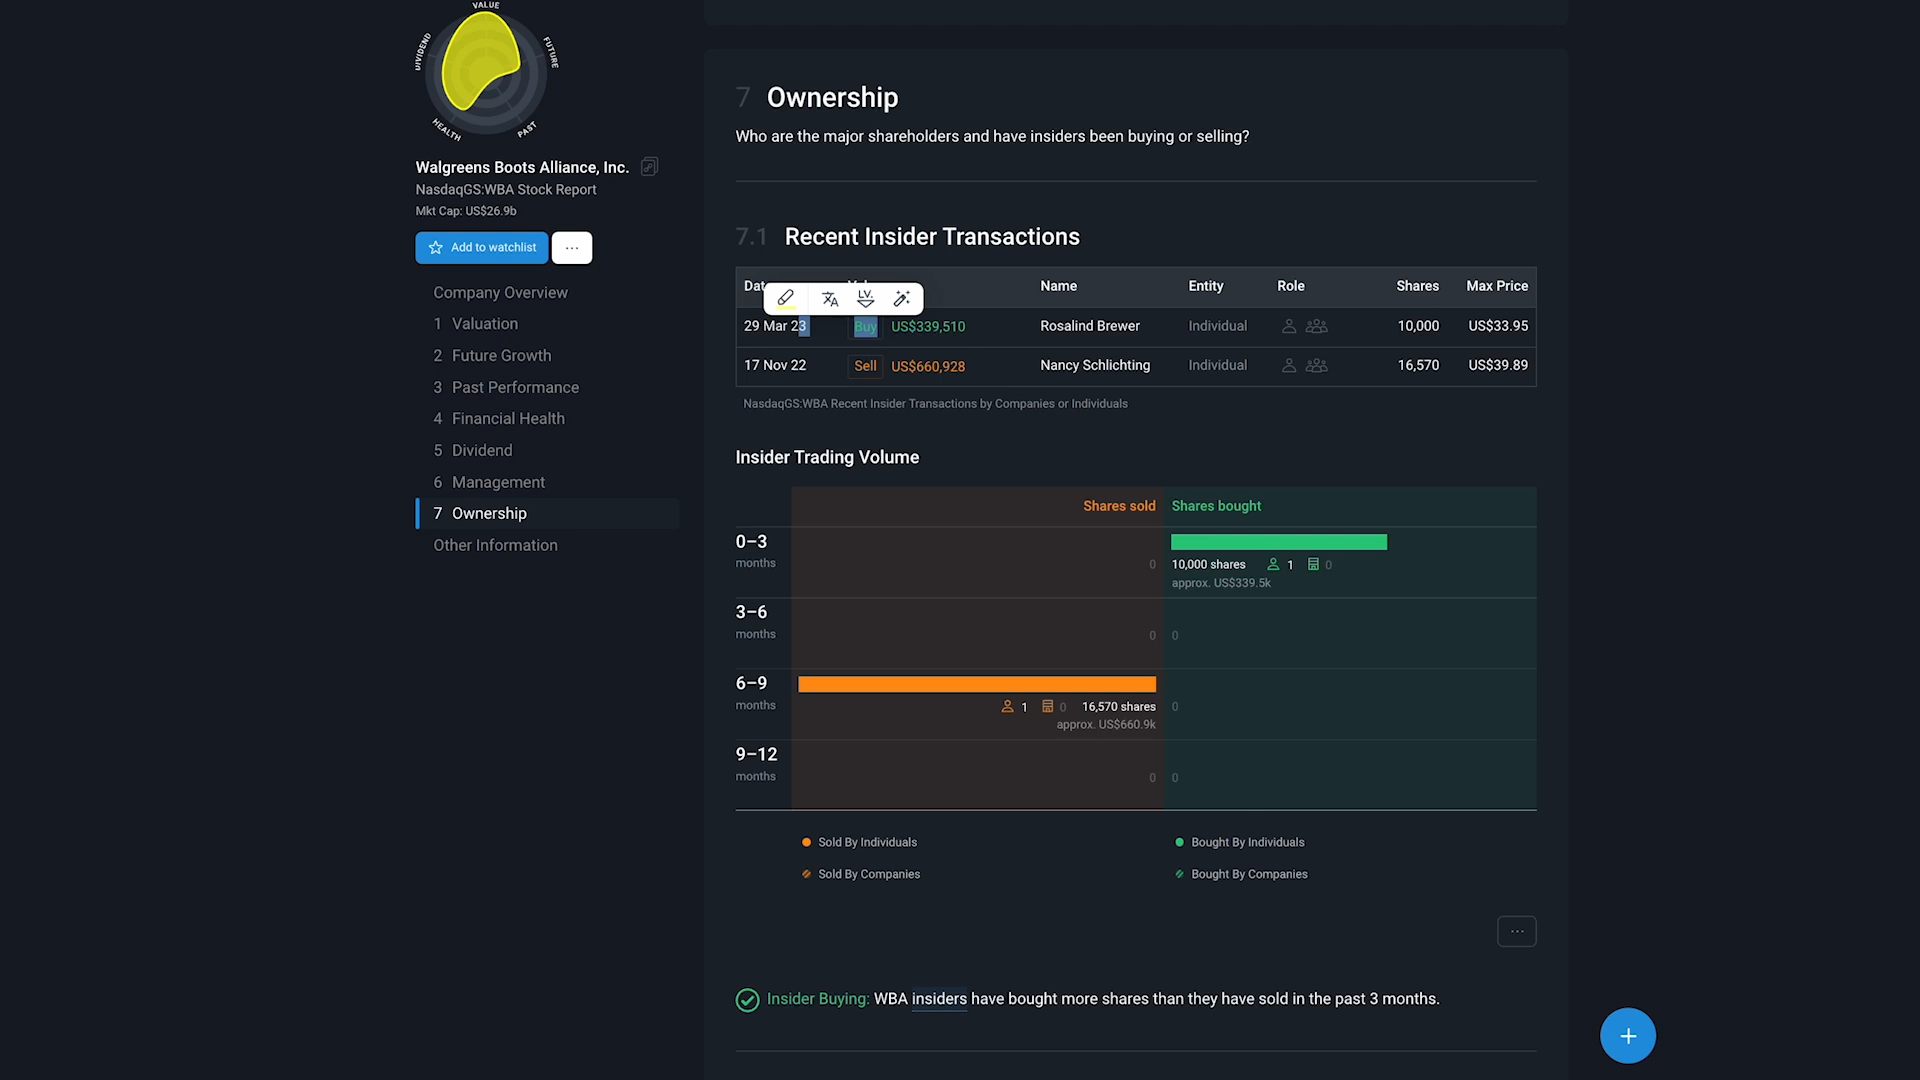 VALUE
FUTURE
PAST
HEALTH
DIVIDEND
Walgreens Boots Alliance, Inc.
NasdaqGS:WBA Stock Report
Mkt Cap: US$26.9b
Add to watchlist
...
Company Overview
1 Valuation
2 Future Growth
3 Past Performance
4 Financial Health
5 Dividend
6 Management
7 Ownership
Other Information
7 Ownership
Who are the major shareholders and have insiders been buying or selling?
7.1 Recent Insider Transactions
Name Entity Role Shares Max Price
LV.
29 Mar 23 Buy US$339,510 Rosalind Brewer Individual 10,000 US$33.95
17 Nov 22 Sell US$660,928 Nancy Schlichting Individual 16,570 US$39.89
NasdaqGS:WBA Recent Insider Transactions by Companies or Individuals
Insider Trading Volume
Shares sold Shares bought
0–3
months
0
10,000 shares 1 0
approx. US$339.5k
3–6
months
0 0
6–9
months
1 0 16,570 shares
approx. US$660.9k
0
9–12
months
0 0
Sold By Individuals
Bought By Individuals
Sold By Companies
Bought By Companies
...
Insider Buying: WBA insiders have bought more shares than they have sold in the past 3 months.